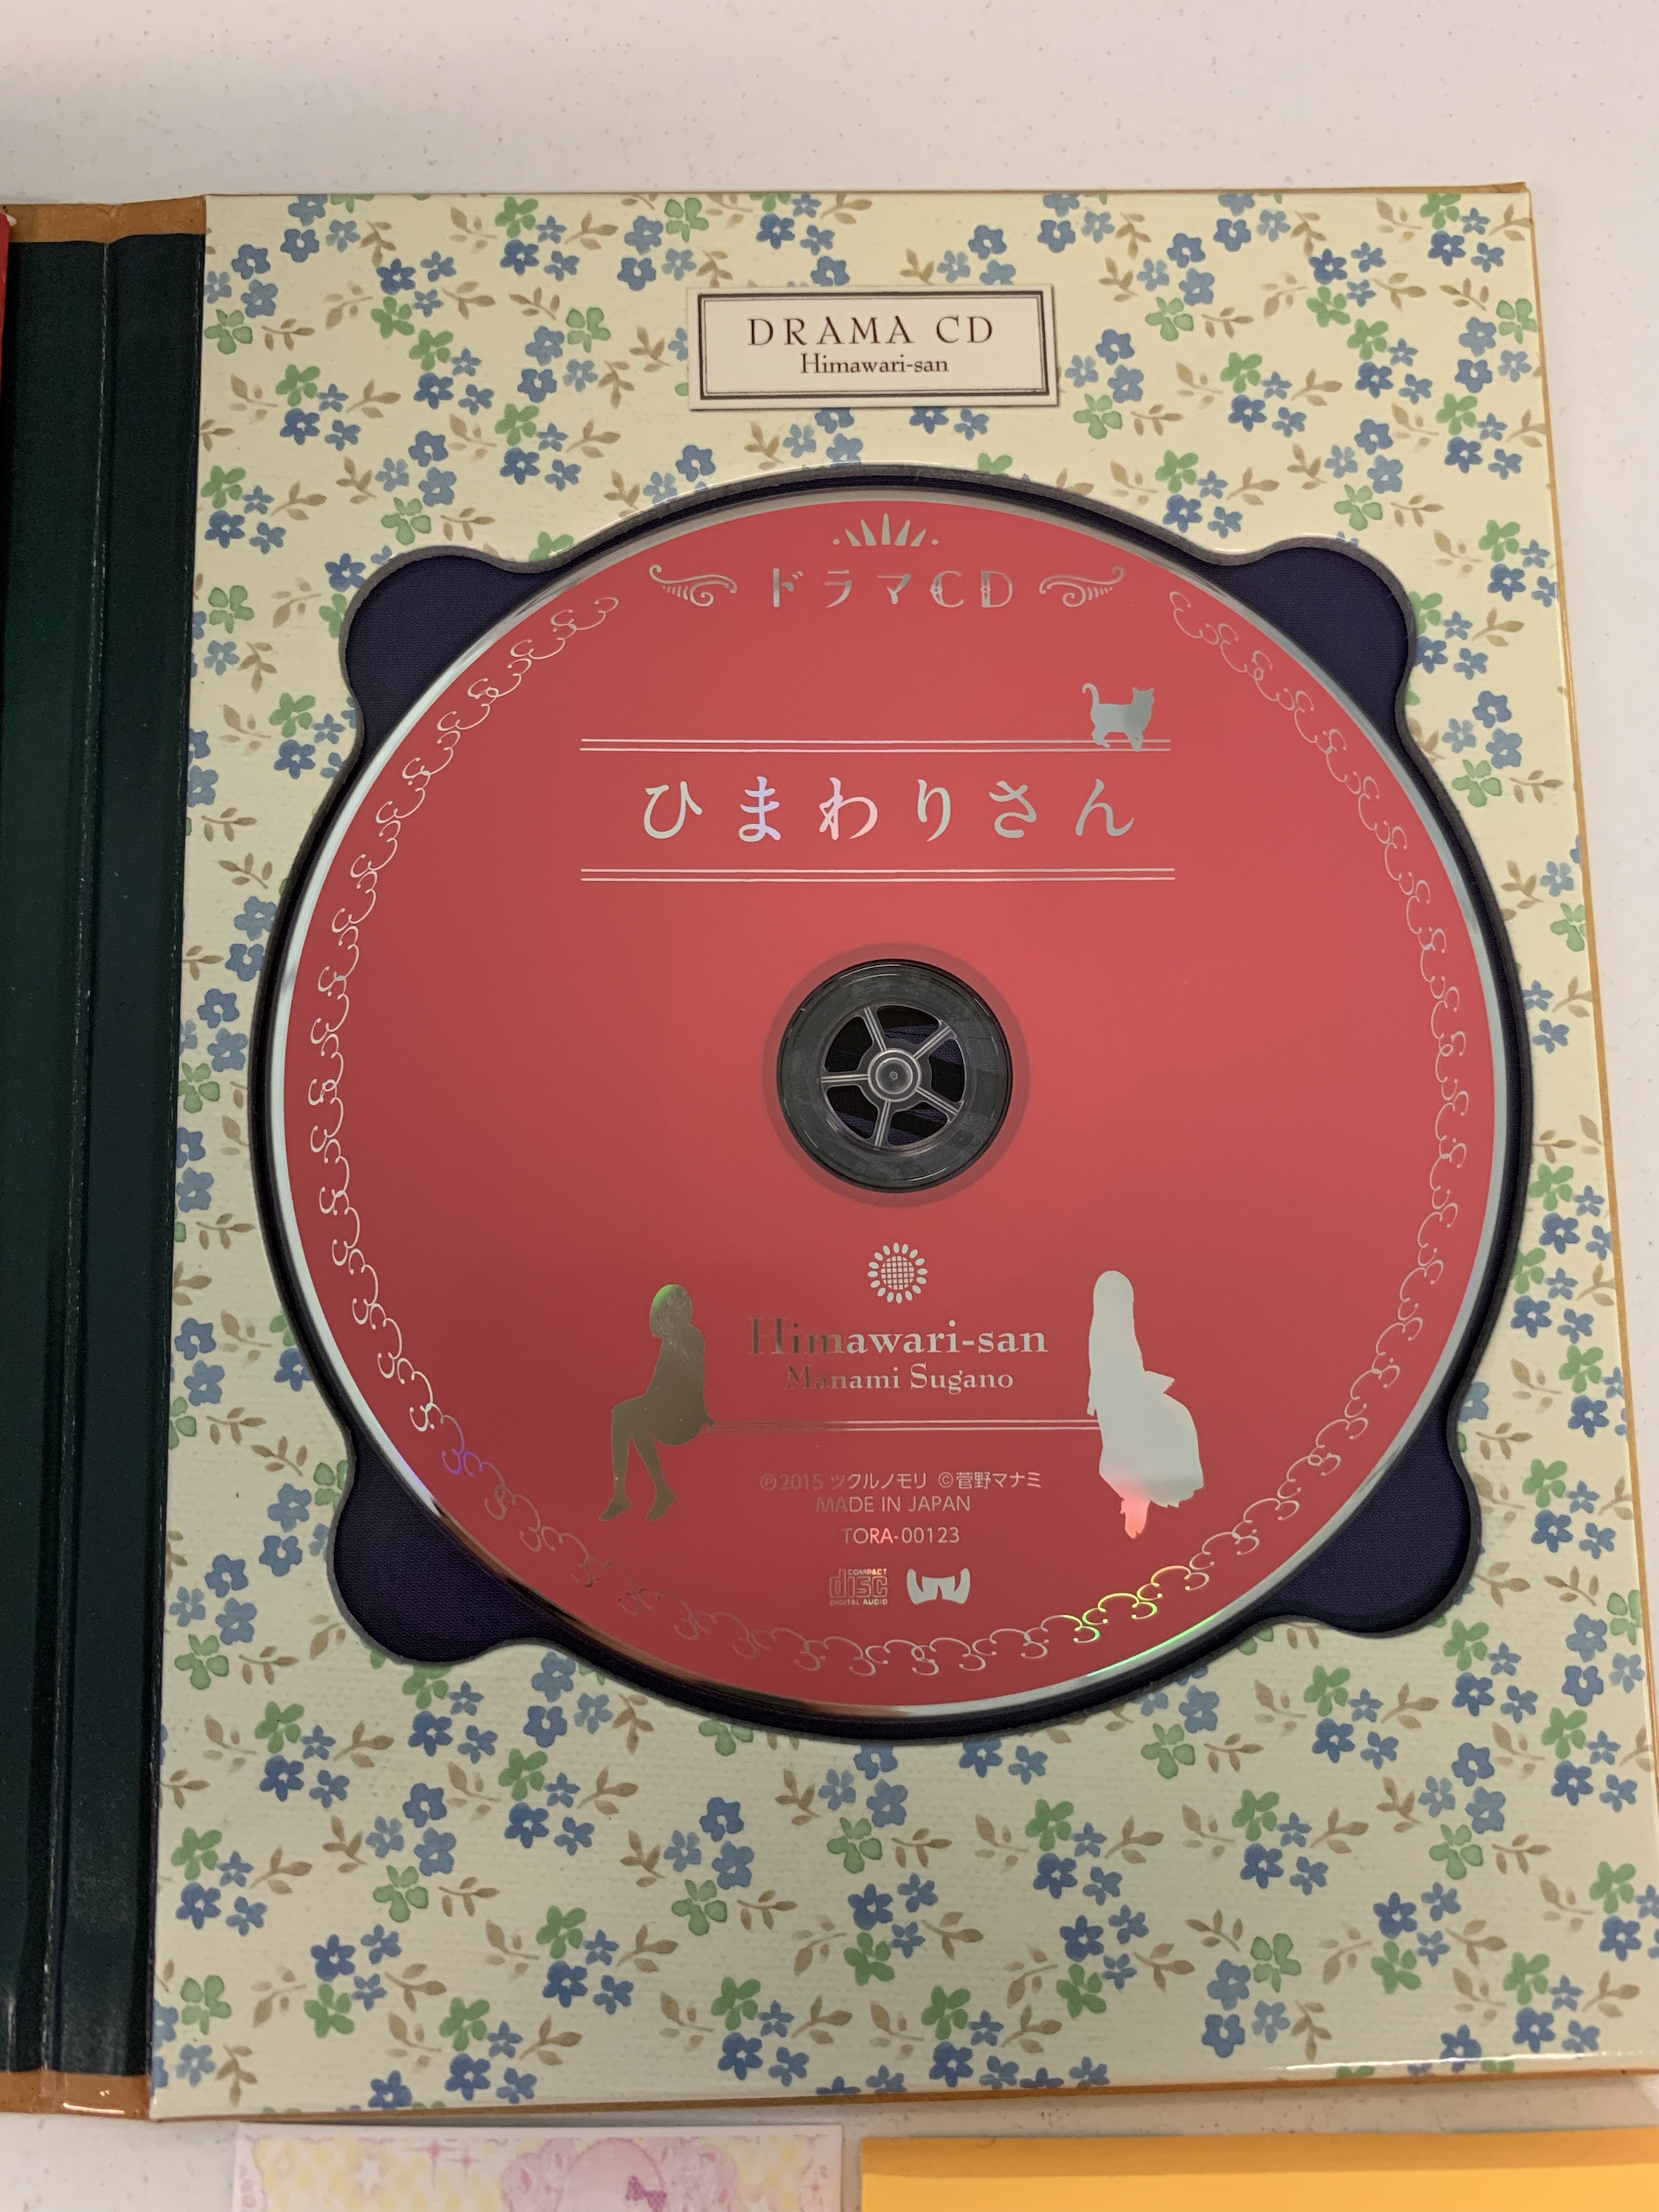 DRAMA CD
Himawari-san
ドラマCD
ひまわりさん
Himawari-san
Manami Sugano
℗2015 ツクルノモリ ©菅野マナミ
MADE IN JAPAN
TORA-00123
COMPACT
disc
DIGITAL AUDIO